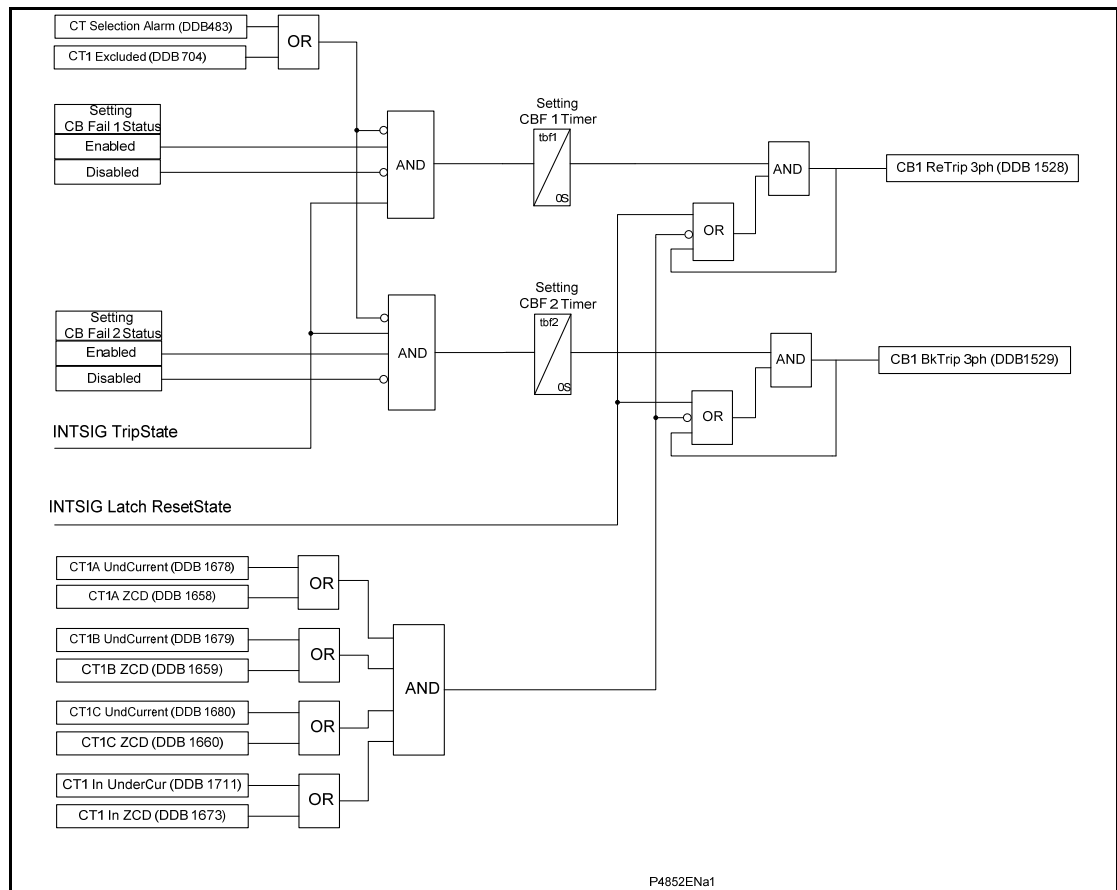 CT Selection Alarm (DDB483)
OR
CT1 Excluded (DDB 704)
Setting
CB Fail 1 Status
Enabled
Disabled
AND
Setting
CBF 1 Timer
tbf1
0S
AND
CB1 ReTrip 3ph (DDB 1528)
OR
Setting
CB Fail 2 Status
Enabled
Disabled
AND
Setting
CBF 2 Timer
tbf2
0S
AND
CB1 BkTrip 3ph (DDB1529)
OR
INTSIG TripState
INTSIG Latch ResetState
CT1A UndCurrent (DDB 1678)
OR
CT1A ZCD (DDB 1658)
CT1B UndCurrent (DDB 1679)
OR
CT1B ZCD (DDB 1659)
AND
CT1C UndCurrent (DDB 1680)
OR
CT1C ZCD (DDB 1660)
CT1 In UnderCur (DDB 1711)
OR
CT1 In ZCD (DDB 1673)
P4852ENa1